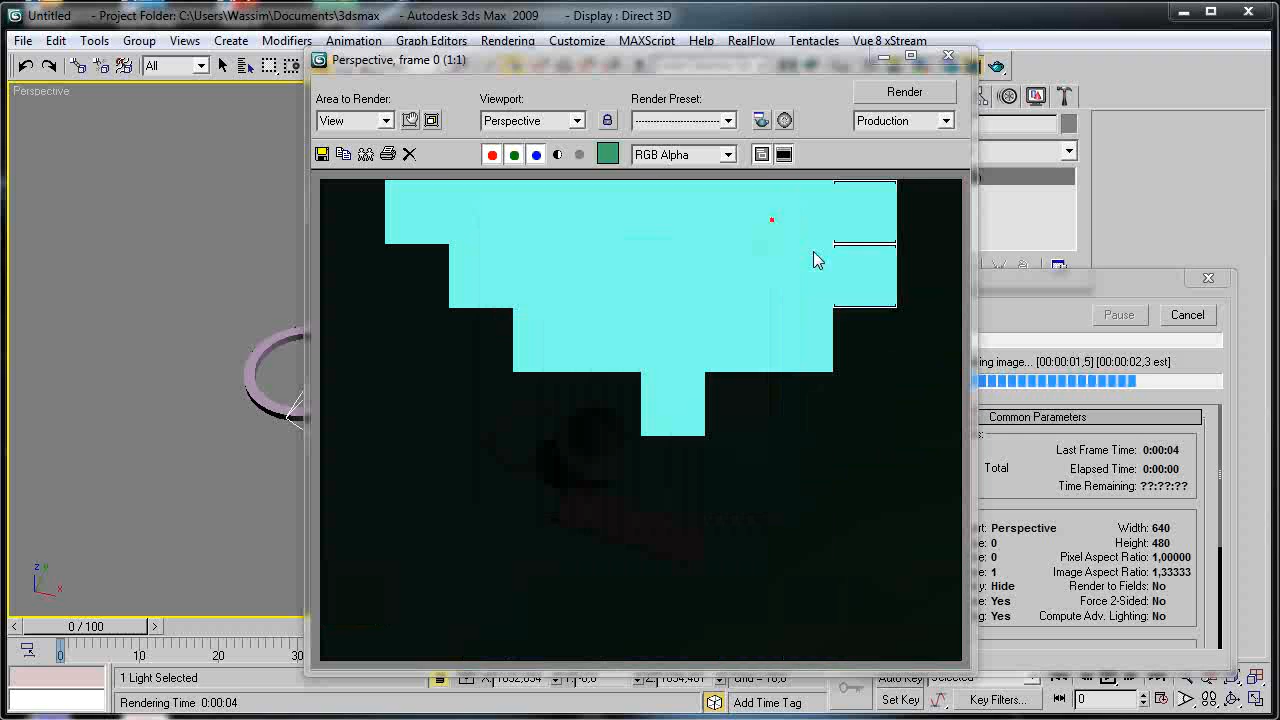 Untitled - Project Folder: C:\Users\Wassim\Documents\3dsmax - Autodesk 3ds Max 2009 - Display : Direct 3D
File Edit Tools Group Views Create Modifiers Animation Graph Editors Rendering Customize MAXScript Help RealFlow Tentacles Vue 8 xStream
Perspective, frame 0 (1:1)
All
Perspective
Area to Render:
Viewport:
Render Preset:
Render
View
Perspective
Production
RGB Alpha
Pause
Cancel
ing image... [00:00:01,5] [00:00:02,3 est]
Common Parameters
Last Frame Time: 0:00:04
Total
Elapsed Time: 0:00:00
Time Remaining: ??:??:??
t: Perspective Width: 640
e: 0 Height: 480
e: 0 Pixel Aspect Ratio: 1,00000
e: 1 Image Aspect Ratio: 1,33333
y: Hide Render to Fields: No
e: Yes Force 2-Sided: No
g: Yes Compute Adv. Lighting: No
z y x
0 / 100
0 10 20 30
1 Light Selected
Rendering Time 0:00:04
Add Time Tag
Set Key
Key Filters...
0